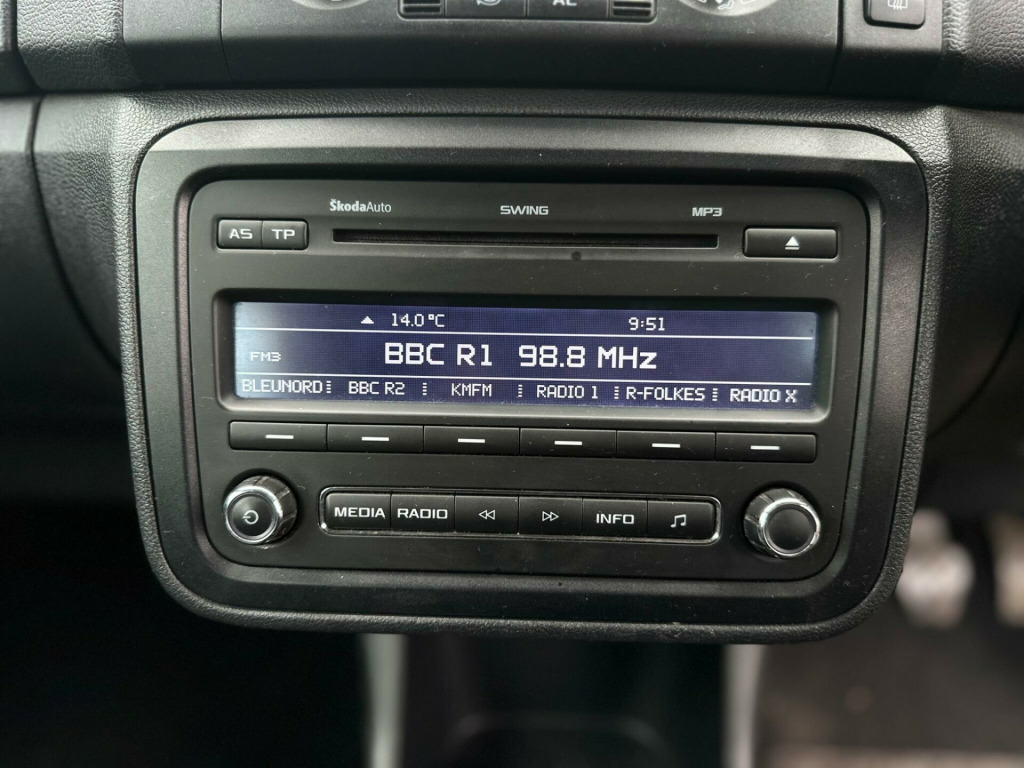 AC
ŠkodaAuto SWING MP3
AS TP
14.0°C 9:51
FM3 BBC R1 98.8 MHz
BLEUNORD BBC R2 KMFM RADIO 1 R-FOLKES RADIO X
MEDIA RADIO INFO